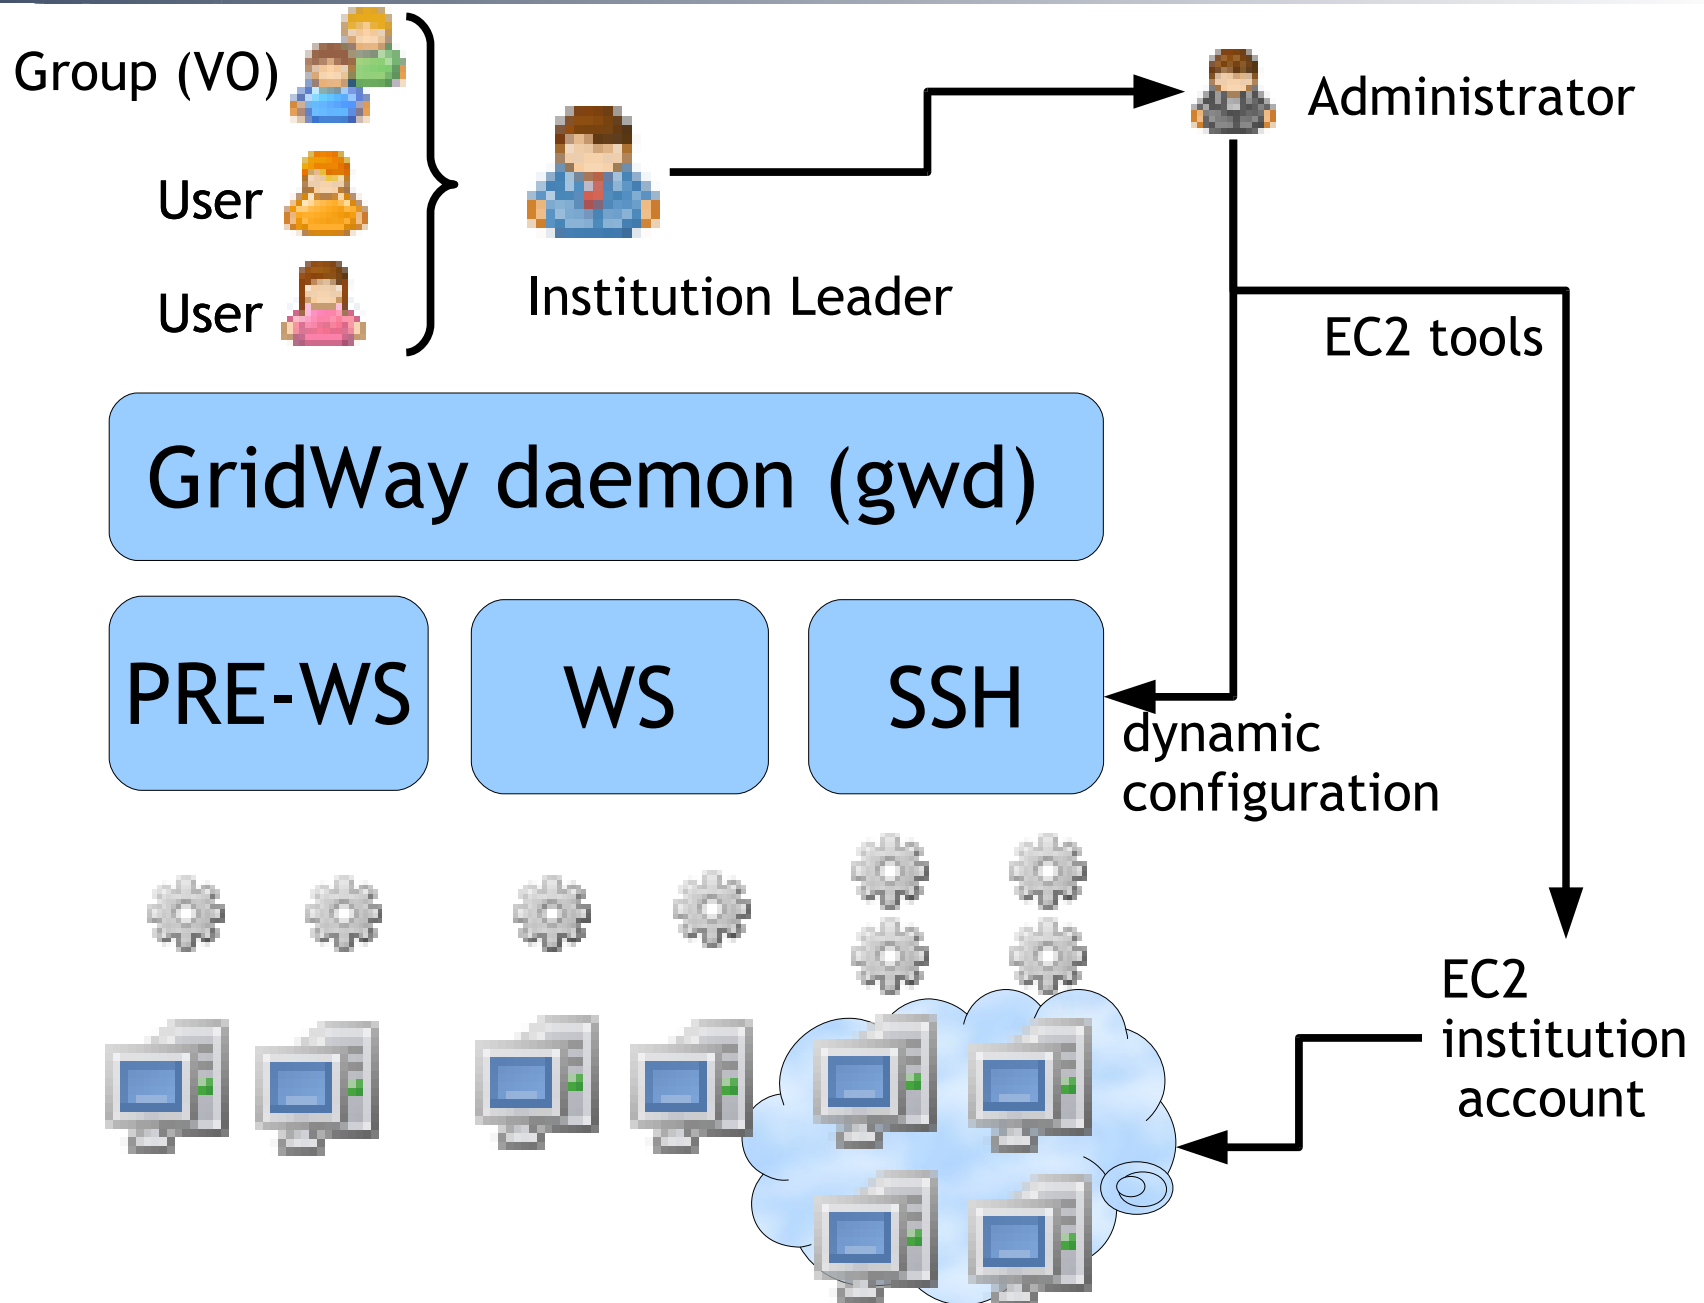 Group (VO)
Administrator
User
Institution Leader
User
EC2 tools
GridWay daemon (gwd)
PRE-WS
WS
SSH
dynamic
configuration
EC2
institution
account